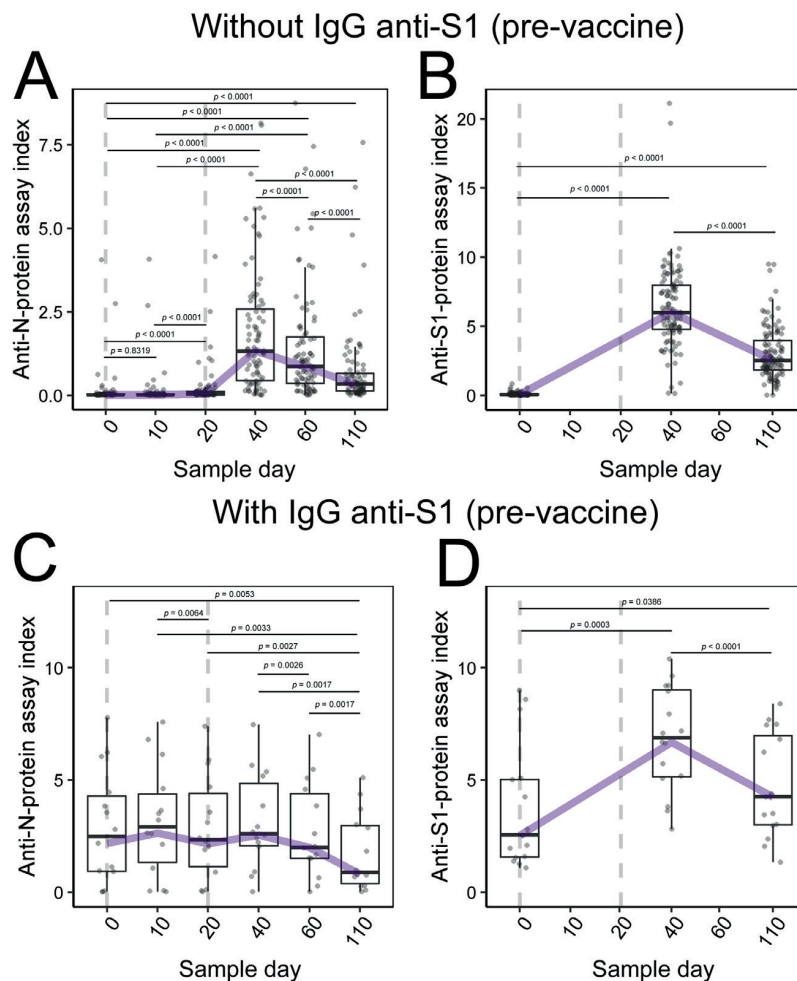 Without IgG anti-S1 (pre-vaccine)
A
Anti-N-protein assay index
7.5
5.0
2.5
0.0
p < 0.0001
p < 0.0001
p < 0.0001
p < 0.0001
p < 0.0001
p < 0.0001
p < 0.0001
p < 0.0001
p < 0.0001
p < 0.0001
p = 0.8319
0
10
20
40
60
110
Sample day
B
Anti-S1-protein assay index
20
15
10
5
0
p < 0.0001
p < 0.0001
p < 0.0001
0
10
20
40
60
110
Sample day
With IgG anti-S1 (pre-vaccine)
C
Anti-N-protein assay index
10
5
0
p = 0.0053
p = 0.0064
p = 0.0033
p = 0.0027
p = 0.0026
p = 0.0017
p = 0.0017
0
10
20
40
60
110
Sample day
D
Anti-S1-protein assay index
10
5
0
p = 0.0386
p = 0.0003
p < 0.0001
0
10
20
40
60
110
Sample day